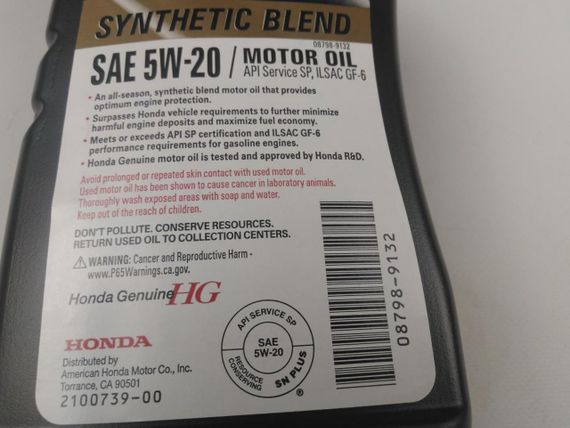 SYNTHETIC BLEND
08798-9132
SAE 5W-20 / MOTOR OIL
API Service SP, ILSAC GF-6
• An all-season, synthetic blend motor oil that provides
optimum engine protection.
• Surpasses Honda vehicle requirements to further minimize
harmful engine deposits and maximize fuel economy.
• Meets or exceeds API SP certification and ILSAC GF-6
performance requirements for gasoline engines.
• Honda Genuine motor oil is tested and approved by Honda R&D.
Avoid prolonged or repeated skin contact with used motor oil.
Used motor oil has been shown to cause cancer in laboratory animals.
Thoroughly wash exposed areas with soap and water.
Keep out of the reach of children.
DON'T POLLUTE. CONSERVE RESOURCES.
RETURN USED OIL TO COLLECTION CENTERS.
⚠ WARNING: Cancer and Reproductive Harm -
www.P65Warnings.ca.gov.
Honda Genuine HG
HONDA
Distributed by
American Honda Motor Co., Inc.
Torrance, CA 90501
2100739-00
API SERVICE SP
SAE
5W-20
RESOURCE
CONSERVING
SN PLUS
®
08798-9132